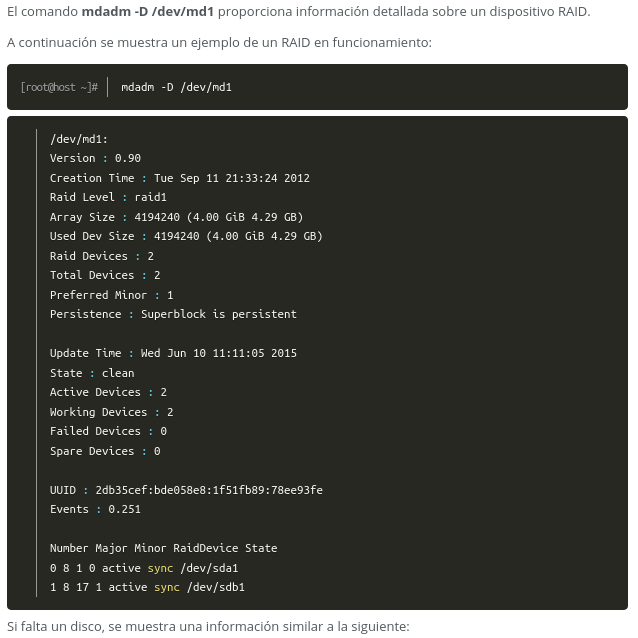 El comando mdadm -D /dev/md1 proporciona información detallada sobre un dispositivo RAID.
A continuación se muestra un ejemplo de un RAID en funcionamiento:
[root@host ~]# mdadm -D /dev/md1
/dev/md1:
Version : 0.90
Creation Time : Tue Sep 11 21:33:24 2012
Raid Level : raid1
Array Size : 4194240 (4.00 GiB 4.29 GB)
Used Dev Size : 4194240 (4.00 GiB 4.29 GB)
Raid Devices : 2
Total Devices : 2
Preferred Minor : 1
Persistence : Superblock is persistent
Update Time : Wed Jun 10 11:11:05 2015
State : clean
Active Devices : 2
Working Devices : 2
Failed Devices : 0
Spare Devices : 0
UUID : 2db35cef:bde058e8:1f51fb89:78ee93fe
Events : 0.251
Number Major Minor RaidDevice State
0 8 1 0 active sync /dev/sda1
1 8 17 1 active sync /dev/sdb1
Si falta un disco, se muestra una información similar a la siguiente: